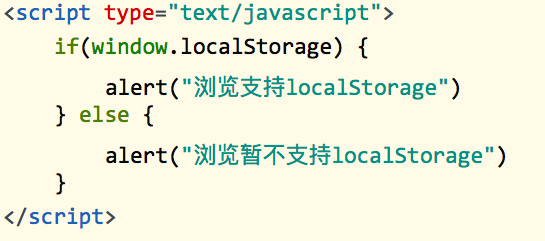 <script type="text/javascript">
    if(window.localStorage) {
        alert("浏览支持localStorage")
    } else {
        alert("浏览暂不支持localStorage")
    }
</script>